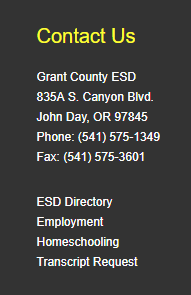 Contact Us
Grant County ESD
835A S. Canyon Blvd.
John Day, OR 97845
Phone: (541) 575-1349
Fax: (541) 575-3601
ESD Directory
Employment
Homeschooling
Transcript Request